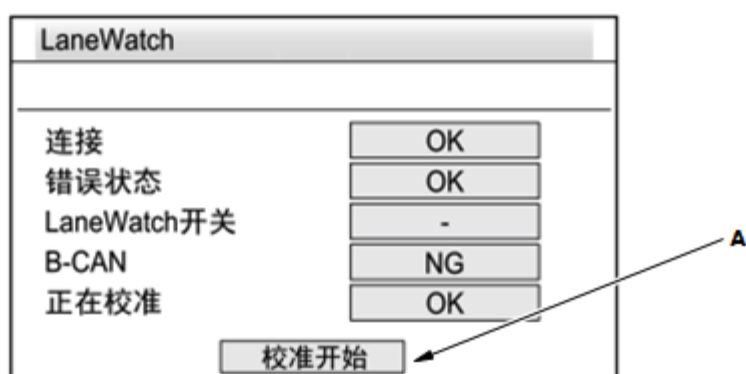 LaneWatch
连接 OK
错误状态 OK
LaneWatch开关 -
B-CAN NG
A
正在校准 OK
校准开始